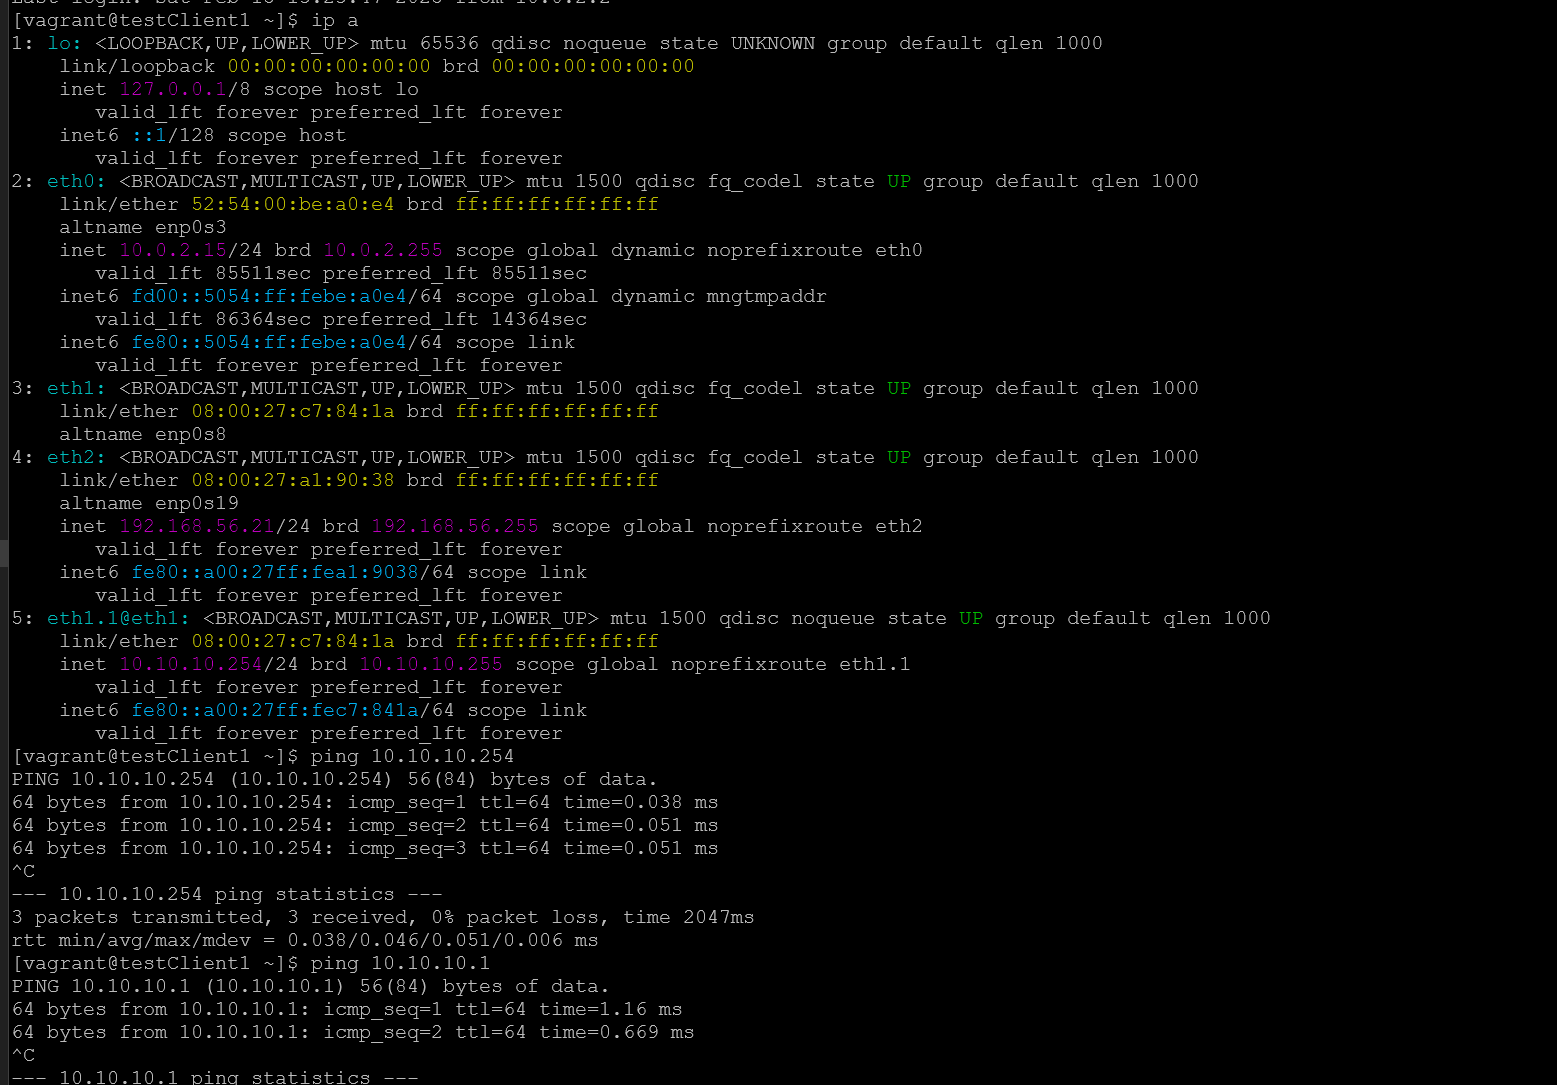 [vagrant@testClient1 ~]$ ip a
1: lo: <LOOPBACK,UP,LOWER_UP> mtu 65536 qdisc noqueue state UNKNOWN group default qlen 1000
    link/loopback 00:00:00:00:00:00 brd 00:00:00:00:00:00
    inet 127.0.0.1/8 scope host lo
       valid_lft forever preferred_lft forever
    inet6 ::1/128 scope host
       valid_lft forever preferred_lft forever
2: eth0: <BROADCAST,MULTICAST,UP,LOWER_UP> mtu 1500 qdisc fq_codel state UP group default qlen 1000
    link/ether 52:54:00:be:a0:e4 brd ff:ff:ff:ff:ff:ff
    altname enp0s3
    inet 10.0.2.15/24 brd 10.0.2.255 scope global dynamic noprefixroute eth0
       valid_lft 85511sec preferred_lft 85511sec
    inet6 fd00::5054:ff:febe:a0e4/64 scope global dynamic mngtmpaddr
       valid_lft 86364sec preferred_lft 14364sec
    inet6 fe80::5054:ff:febe:a0e4/64 scope link
       valid_lft forever preferred_lft forever
3: eth1: <BROADCAST,MULTICAST,UP,LOWER_UP> mtu 1500 qdisc fq_codel state UP group default qlen 1000
    link/ether 08:00:27:c7:84:1a brd ff:ff:ff:ff:ff:ff
    altname enp0s8
4: eth2: <BROADCAST,MULTICAST,UP,LOWER_UP> mtu 1500 qdisc fq_codel state UP group default qlen 1000
    link/ether 08:00:27:a1:90:38 brd ff:ff:ff:ff:ff:ff
    altname enp0s19
    inet 192.168.56.21/24 brd 192.168.56.255 scope global noprefixroute eth2
       valid_lft forever preferred_lft forever
    inet6 fe80::a00:27ff:fea1:9038/64 scope link
       valid_lft forever preferred_lft forever
5: eth1.1@eth1: <BROADCAST,MULTICAST,UP,LOWER_UP> mtu 1500 qdisc noqueue state UP group default qlen 1000
    link/ether 08:00:27:c7:84:1a brd ff:ff:ff:ff:ff:ff
    inet 10.10.10.254/24 brd 10.10.10.255 scope global noprefixroute eth1.1
       valid_lft forever preferred_lft forever
    inet6 fe80::a00:27ff:fec7:841a/64 scope link
       valid_lft forever preferred_lft forever
[vagrant@testClient1 ~]$ ping 10.10.10.254
PING 10.10.10.254 (10.10.10.254) 56(84) bytes of data.
64 bytes from 10.10.10.254: icmp_seq=1 ttl=64 time=0.038 ms
64 bytes from 10.10.10.254: icmp_seq=2 ttl=64 time=0.051 ms
64 bytes from 10.10.10.254: icmp_seq=3 ttl=64 time=0.051 ms
^C
--- 10.10.10.254 ping statistics ---
3 packets transmitted, 3 received, 0% packet loss, time 2047ms
rtt min/avg/max/mdev = 0.038/0.046/0.051/0.006 ms
[vagrant@testClient1 ~]$ ping 10.10.10.1
PING 10.10.10.1 (10.10.10.1) 56(84) bytes of data.
64 bytes from 10.10.10.1: icmp_seq=1 ttl=64 time=1.16 ms
64 bytes from 10.10.10.1: icmp_seq=2 ttl=64 time=0.669 ms
^C
--- 10.10.10.1 ping statistics ---